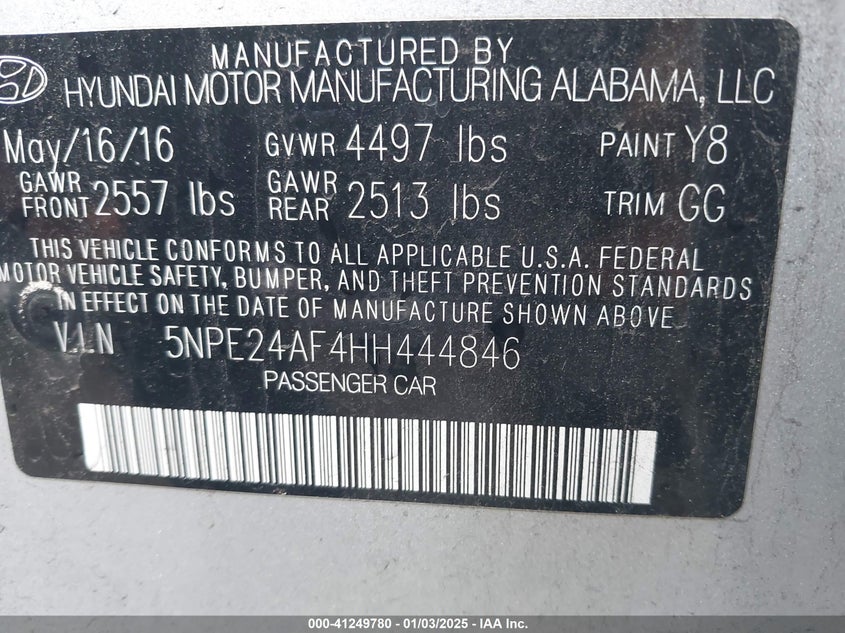 MANUFACTURED BY
HYUNDAI MOTOR MANUFACTURING ALABAMA, LLC
May/16/16 GVWR 4497 lbs PAINT Y8
GAWR FRONT 2557 lbs GAWR REAR 2513 lbs TRIM GG
THIS VEHICLE CONFORMS TO ALL APPLICABLE U.S.A. FEDERAL
MOTOR VEHICLE SAFETY, BUMPER, AND THEFT PREVENTION STANDARDS
IN EFFECT ON THE DATE OF MANUFACTURE SHOWN ABOVE.
V.I.N 5NPE24AF4HH444846
PASSENGER CAR
000-41249780 - 01/03/2025 - IAA Inc.